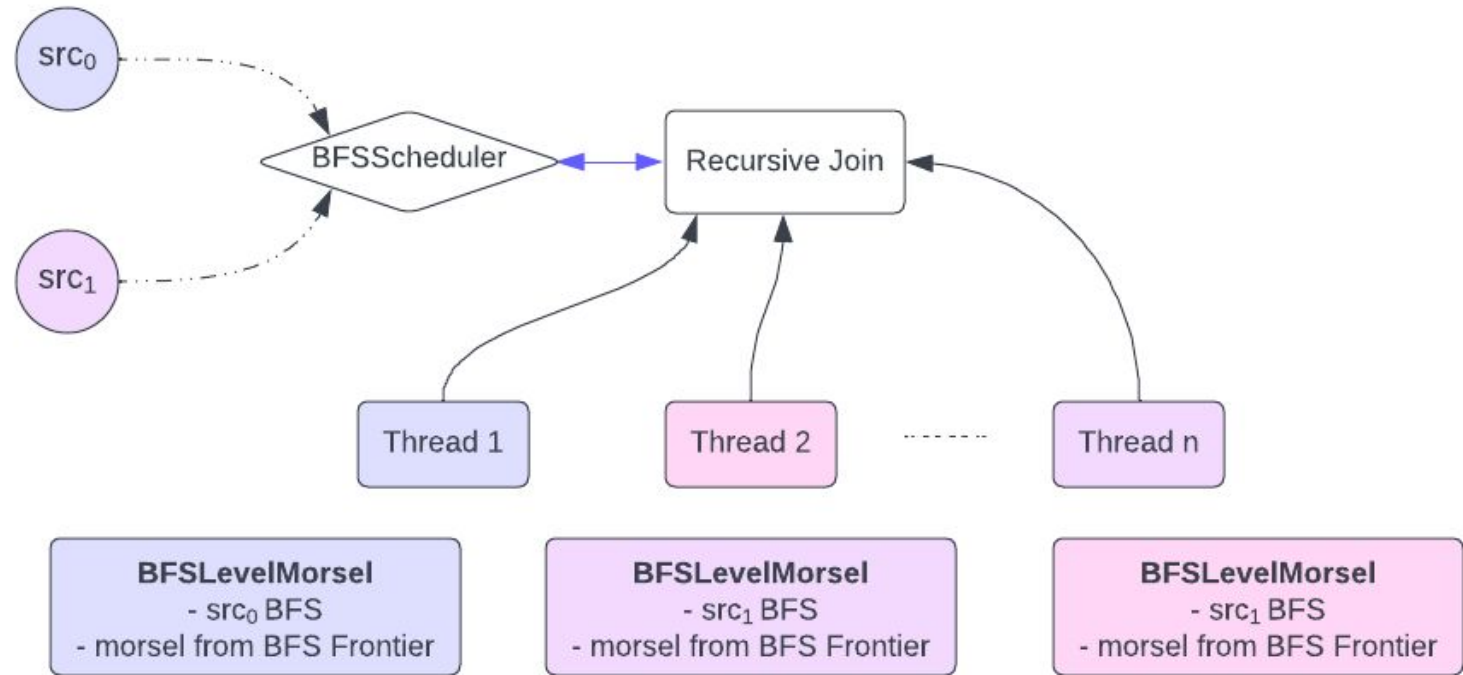 src₀
BFSScheduler
Recursive Join
src₁
Thread 1
Thread 2
Thread n
BFSLevelMorsel
- src₀ BFS
- morsel from BFS Frontier
BFSLevelMorsel
- src₁ BFS
- morsel from BFS Frontier
BFSLevelMorsel
- src₁ BFS
- morsel from BFS Frontier